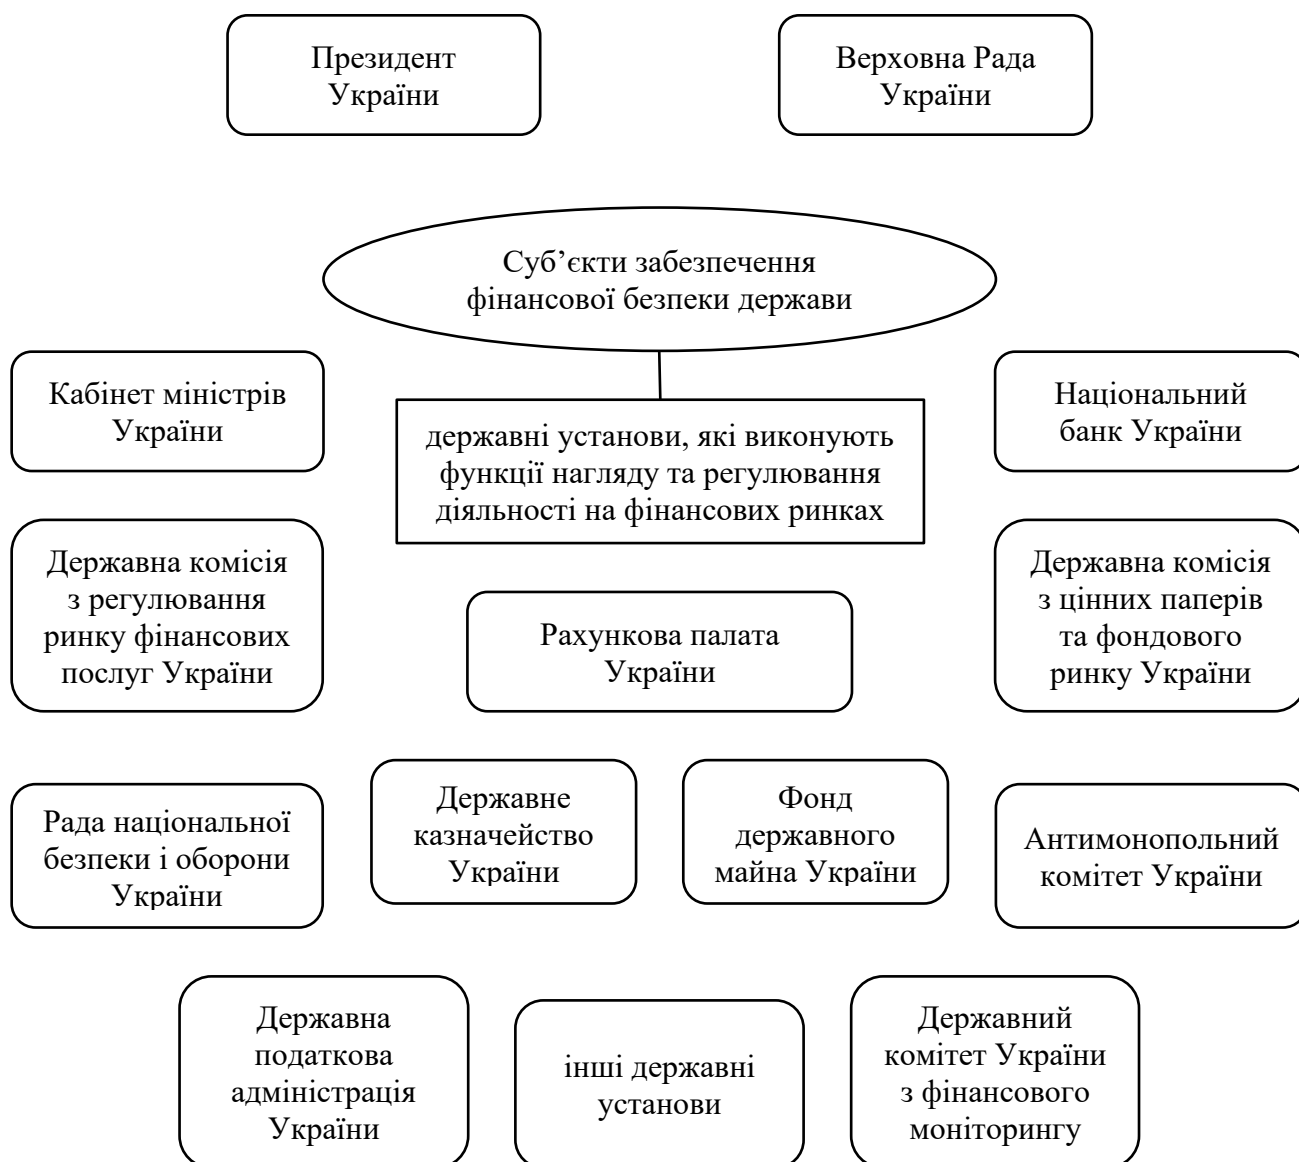 Президент
України
Верховна Рада
України
Суб’єкти забезпечення
фінансової безпеки держави
Кабінет міністрів
України
державні установи, які виконують
функції нагляду та регулювання
діяльності на фінансових ринках
Національний
банк України
Державна комісія
з регулювання
ринку фінансових
послуг України
Рахункова палата
України
Державна комісія
з цінних паперів
та фондового
ринку України
Рада національної
безпеки і оборони
України
Державне
казначейство
України
Фонд
державного
майна України
Антимонопольний
комітет України
Державна
податкова
адміністрація
України
інші державні
установи
Державний
комітет України
з фінансового
моніторингу